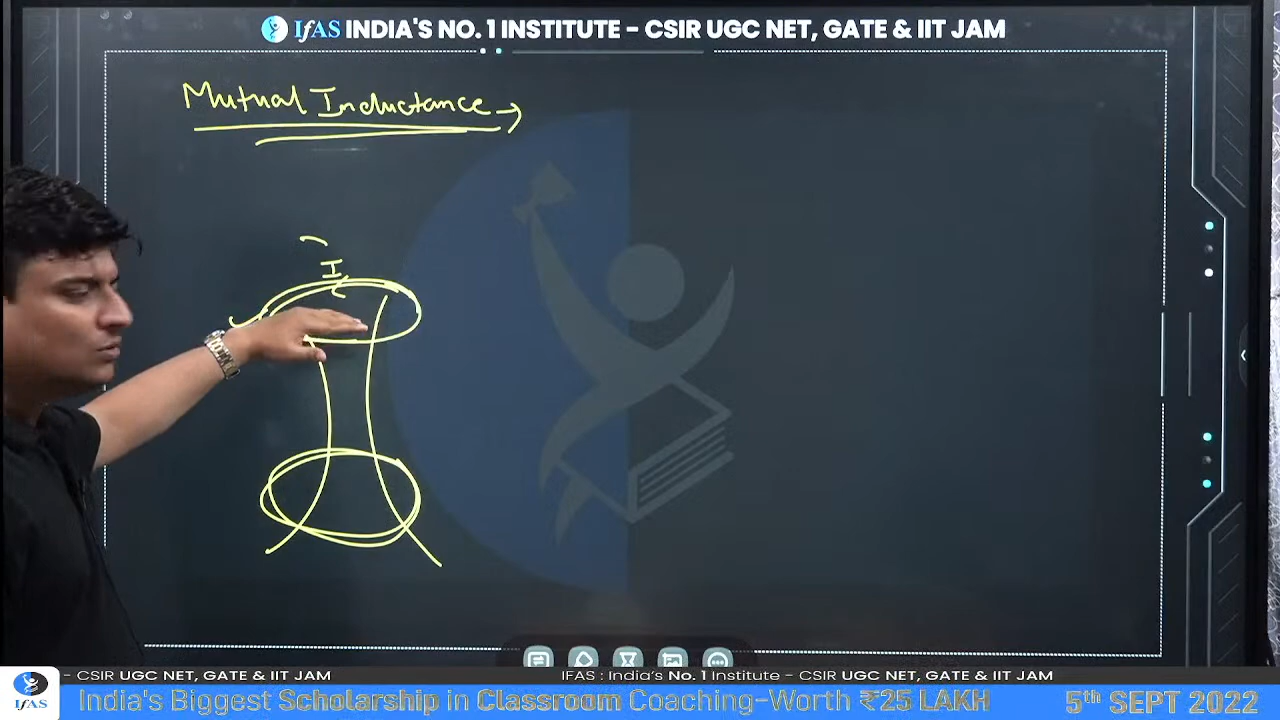 IFAS INDIA'S NO. 1 INSTITUTE - CSIR UGC NET, GATE & IIT JAM
Mutual Inductance →
I
- CSIR UGC NET, GATE & IIT JAM
IFAS : India's No. 1 Institute - CSIR UGC NET, GATE & IIT JAM
IFAS
India's Biggest Scholarship in Classroom Coaching-Worth ₹25 LAKH
5th SEPT 2022